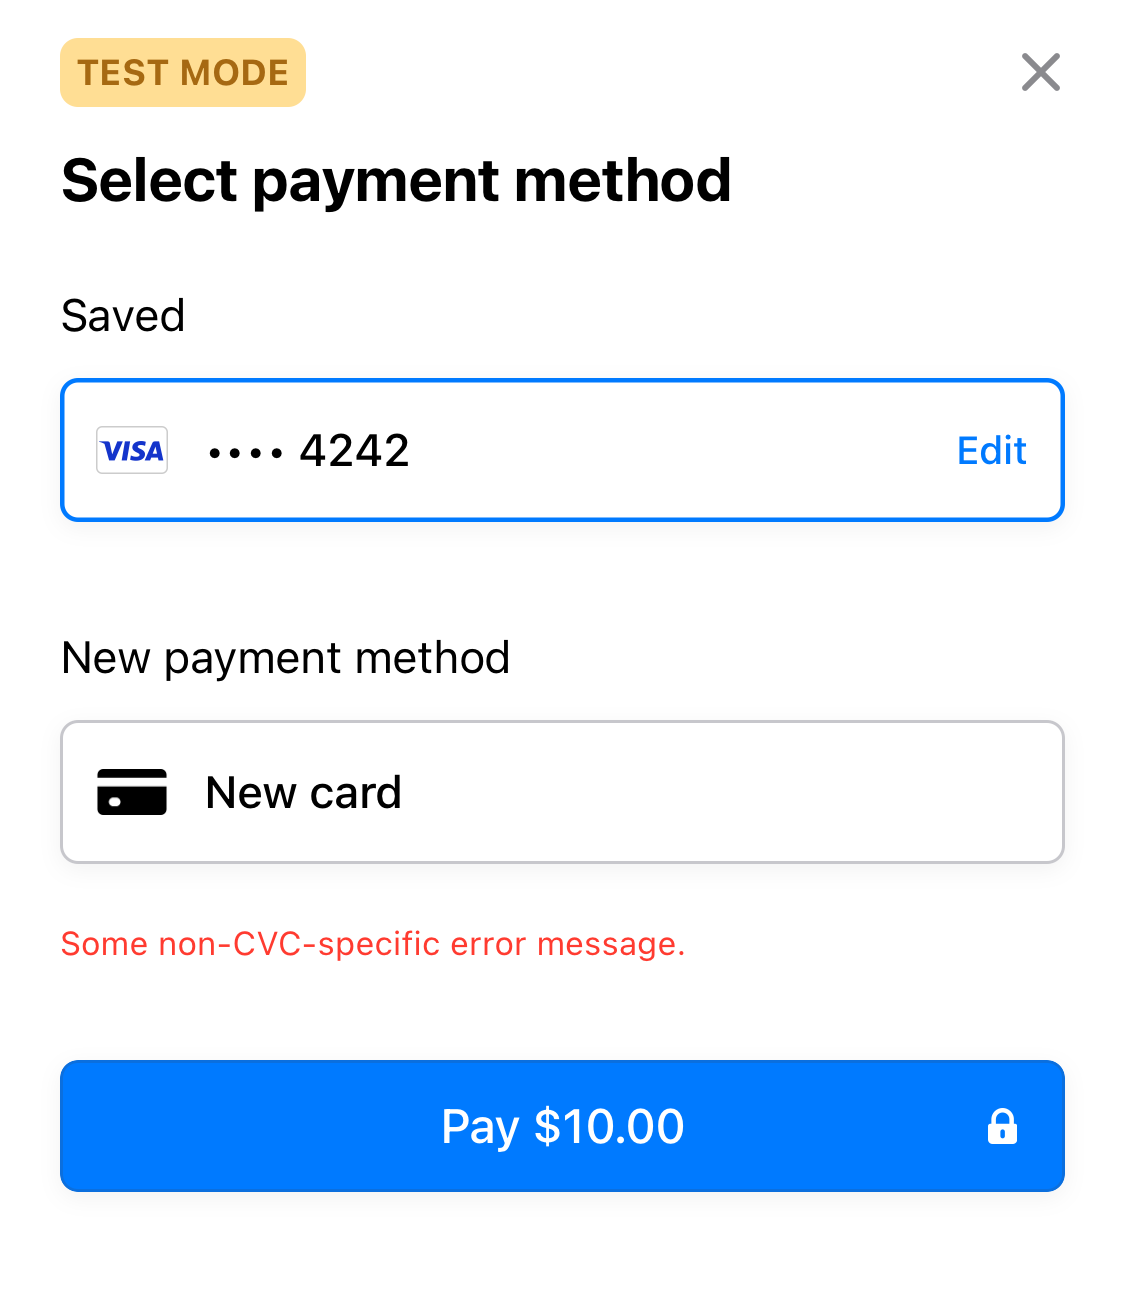 TEST MODE
Select payment method
Saved
VISA •••• 4242 Edit
New payment method
New card
Some non-CVC-specific error message.
Pay $10.00